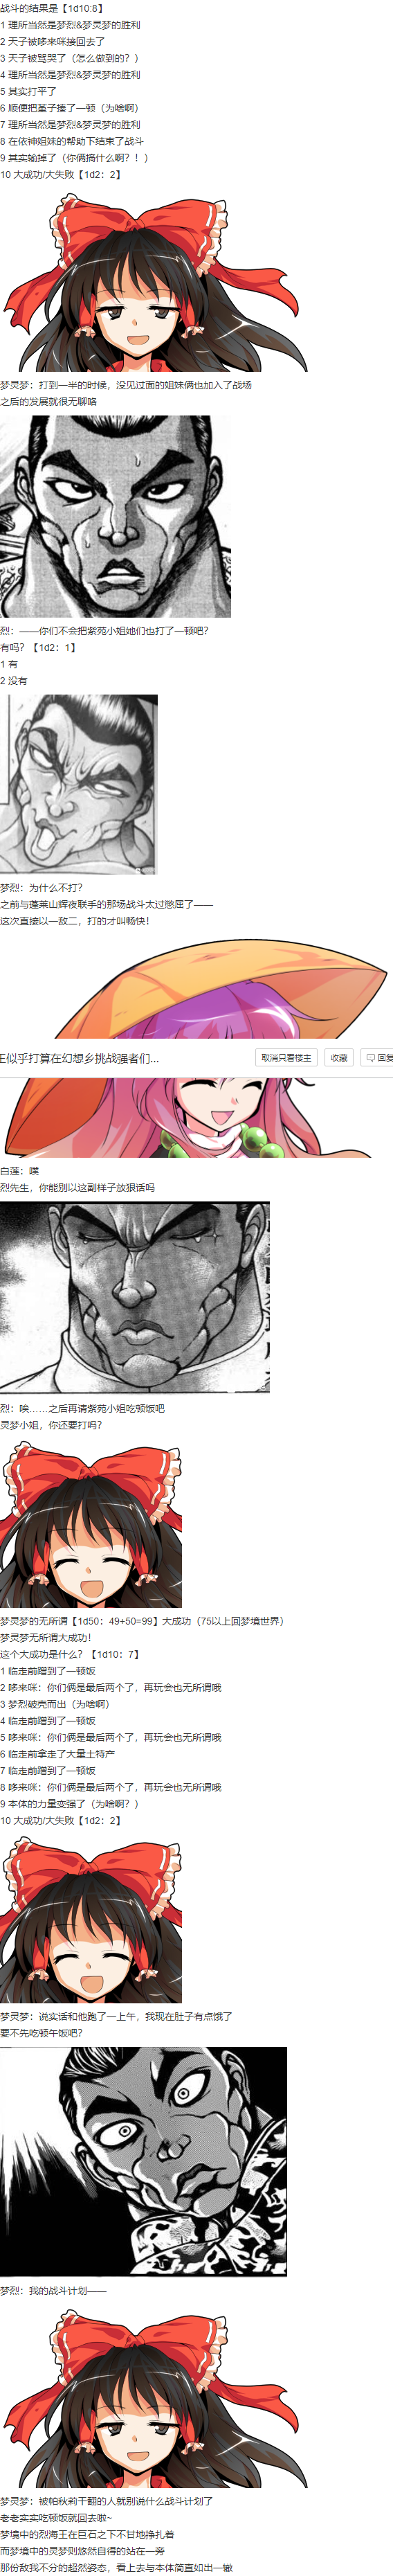 战斗的结果是【1d10:8】
1 理所当然是梦烈&梦灵梦的胜利
2 天子被哆来咪接回去了
3 天子被骂哭了（怎么做到的？）
4 理所当然是梦烈&梦灵梦的胜利
5 其实打平了
6 顺便把堇子揍了一顿（为啥啊）
7 理所当然是梦烈&梦灵梦的胜利
8 在依神姐妹的帮助下结束了战斗
9 其实输掉了（你俩搞什么啊？！）
10 大成功/大失败【1d2：2】
梦灵梦：打到一半的时候，没见过面的姐妹俩也加入了战场
之后的发展就很无聊咯
烈：——你们不会把紫苑小姐她们也打了一顿吧？
有吗？【1d2：1】
1 有
2 没有
梦烈：为什么不打？
之前与蓬莱山辉夜联手的那场战斗太过憋屈了——
这次直接以一敌二，打的才叫畅快！
王似乎打算在幻想乡挑战强者们...
取消只看楼主
收藏
回复
白莲：噗
烈先生，你能别以这副样子放狠话吗
烈：唉……之后再请紫苑小姐吃顿饭吧
灵梦小姐，你还要打吗？
梦灵梦的无所谓【1d50：49+50=99】大成功（75以上回梦境世界）
梦灵梦无所谓大成功！
这个大成功是什么？【1d10：7】
1 临走前蹭到了一顿饭
2 哆来咪：你们俩是最后两个了，再玩会也无所谓哦
3 梦烈破壳而出（为啥啊）
4 临走前蹭到了一顿饭
5 哆来咪：你们俩是最后两个了，再玩会也无所谓哦
6 临走前拿走了大量土特产
7 临走前蹭到了一顿饭
8 哆来咪：你们俩是最后两个了，再玩会也无所谓哦
9 本体的力量变强了（为啥啊？）
10 大成功/大失败【1d2：2】
梦灵梦：说实话和他跑了一上午，我现在肚子有点饿了
要不先吃顿午饭吧？
梦烈：我的战斗计划——
梦灵梦：被帕秋莉干翻的人就别说什么战斗计划了
老老实实吃顿饭就回去啦~
梦境中的烈海王在巨石之下不甘地挣扎着
而梦境中的灵梦则悠然自得的站在一旁
那份敌我不分的超然姿态，看上去与本体简直如出一辙